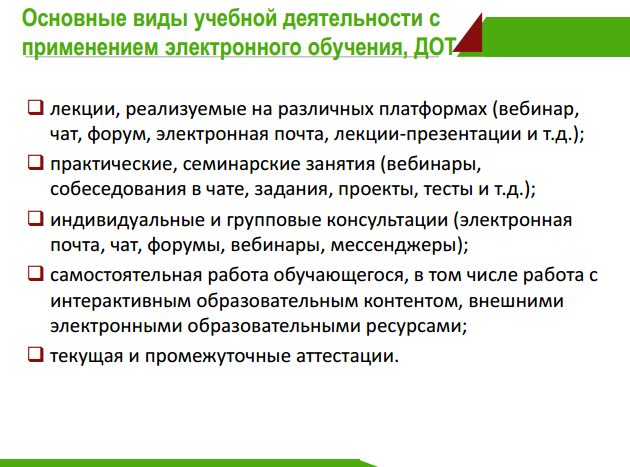 Основные виды учебной деятельности с
применением электронного обучения, ДОТ
лекции, реализуемые на различных платформах (вебинар,
чат, форум, электронная почта, лекции-презентации и т.д.);
практические, семинарские занятия (вебинары,
собеседования в чате, задания, проекты, тесты и т.д.);
индивидуальные и групповые консультации (электронная
почта, чат, форумы, вебинары, мессенджеры);
самостоятельная работа обучающегося, в том числе работа с
интерактивным образовательным контентом, внешними
электронными образовательными ресурсами;
текущая и промежуточные аттестации.